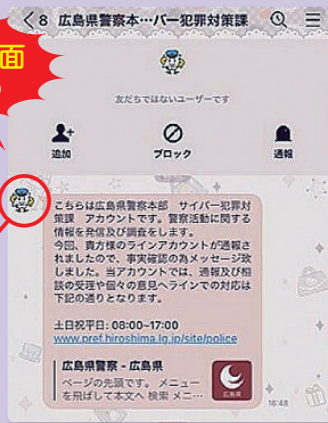 面
8 広島県警察本…バー犯罪対策課
友だちではないユーザーです
追加
ブロック
通報
こちらは広島県警察本部 サイバー犯罪対
策課 アカウントです。警察活動に関する
情報を発信及び調査をします。
今回、貴方様のラインアカウントが通報さ
れましたので、事実確認の為メッセージ致
しました。当アカウントでは、通報及び相
談の受理や個々の意見へラインでの対応は
下記の通りとなります。
土日祝平日: 08:00~17:00
www.pref.hiroshima.lg.jp/site/police
広島県警察 - 広島県
ページの先頭です。 メニュー
を飛ばして本文へ 検索 メニ…
広島県
16:48